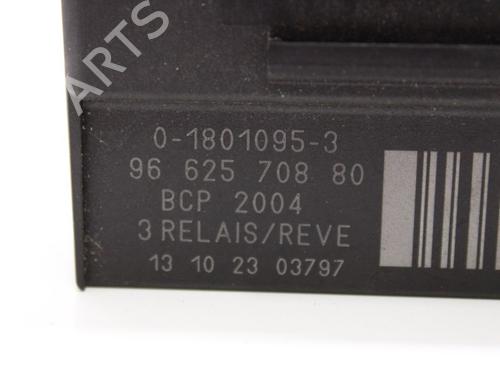 ARTS
0-1801095-3
96 625 708 80
BCP 2004
3 RELAIS/REVE
13 10 23 03797